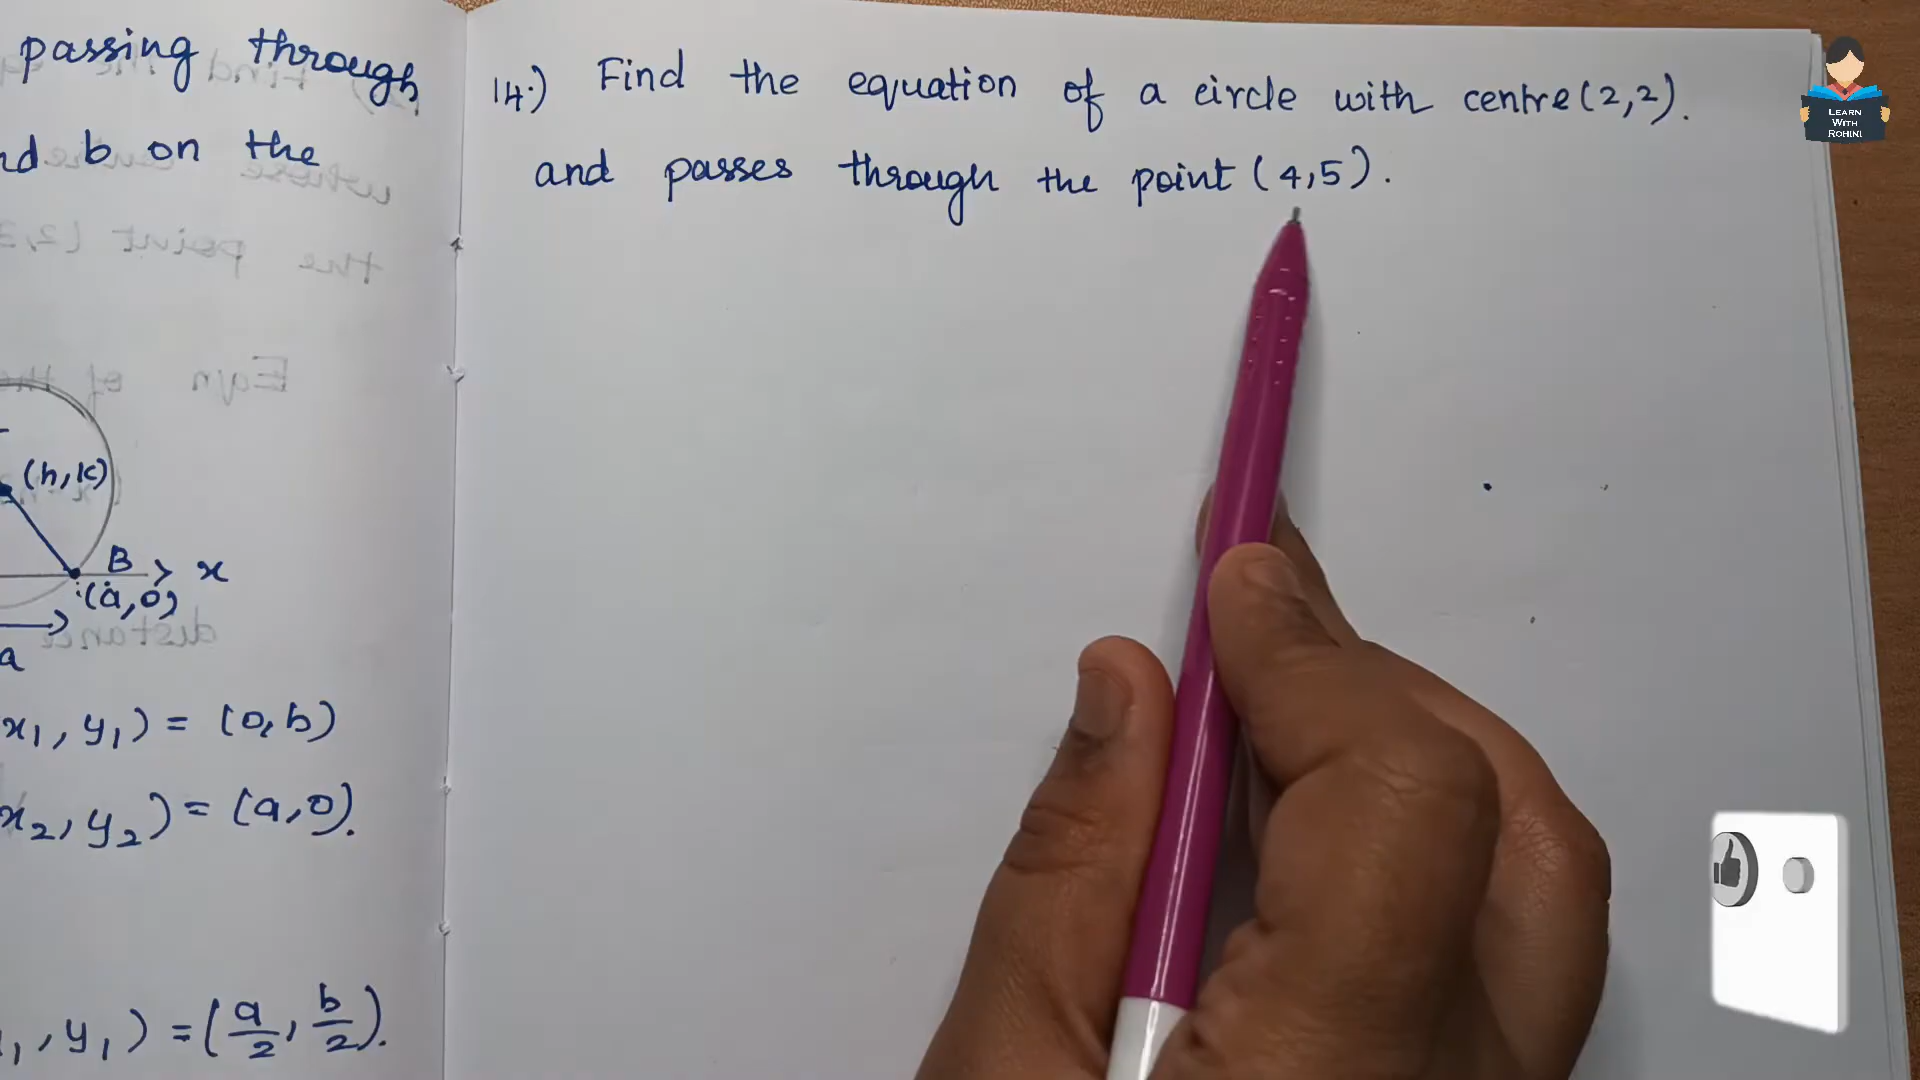 passing through
b on the
(h,k)
B
x
(a,0)
a
x1, y1) = (0,b)
x2, y2) = (a,0).
, y1) = (a/2, b/2).
14.) Find the equation of a circle with centre (2,2).
and passes through the point (4,5).
LEARN
WITH
ROHINI